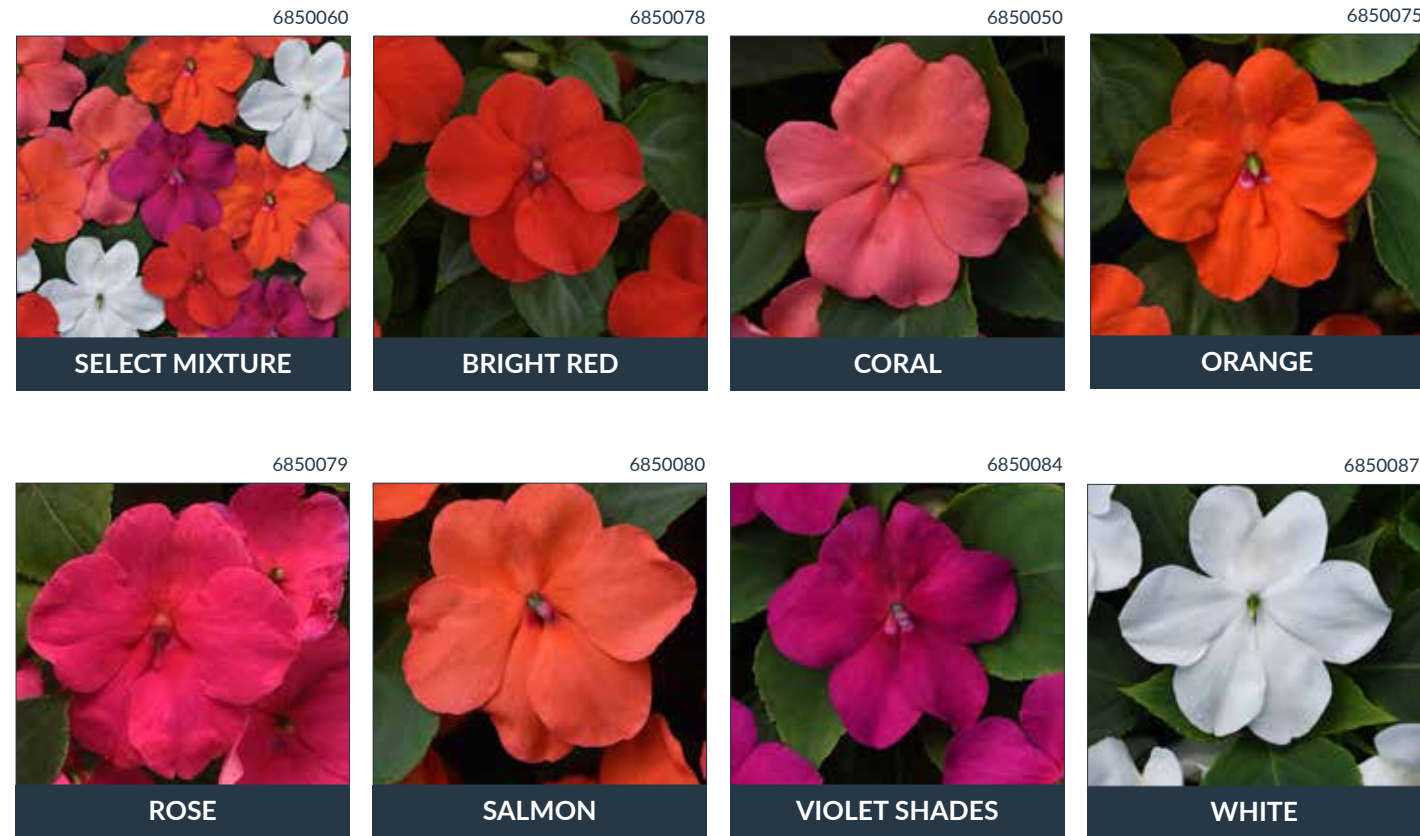 6850060
6850078
6850050
6850075
SELECT MIXTURE
BRIGHT RED
CORAL
ORANGE
6850079
6850080
6850084
6850087
ROSE
SALMON
VIOLET SHADES
WHITE